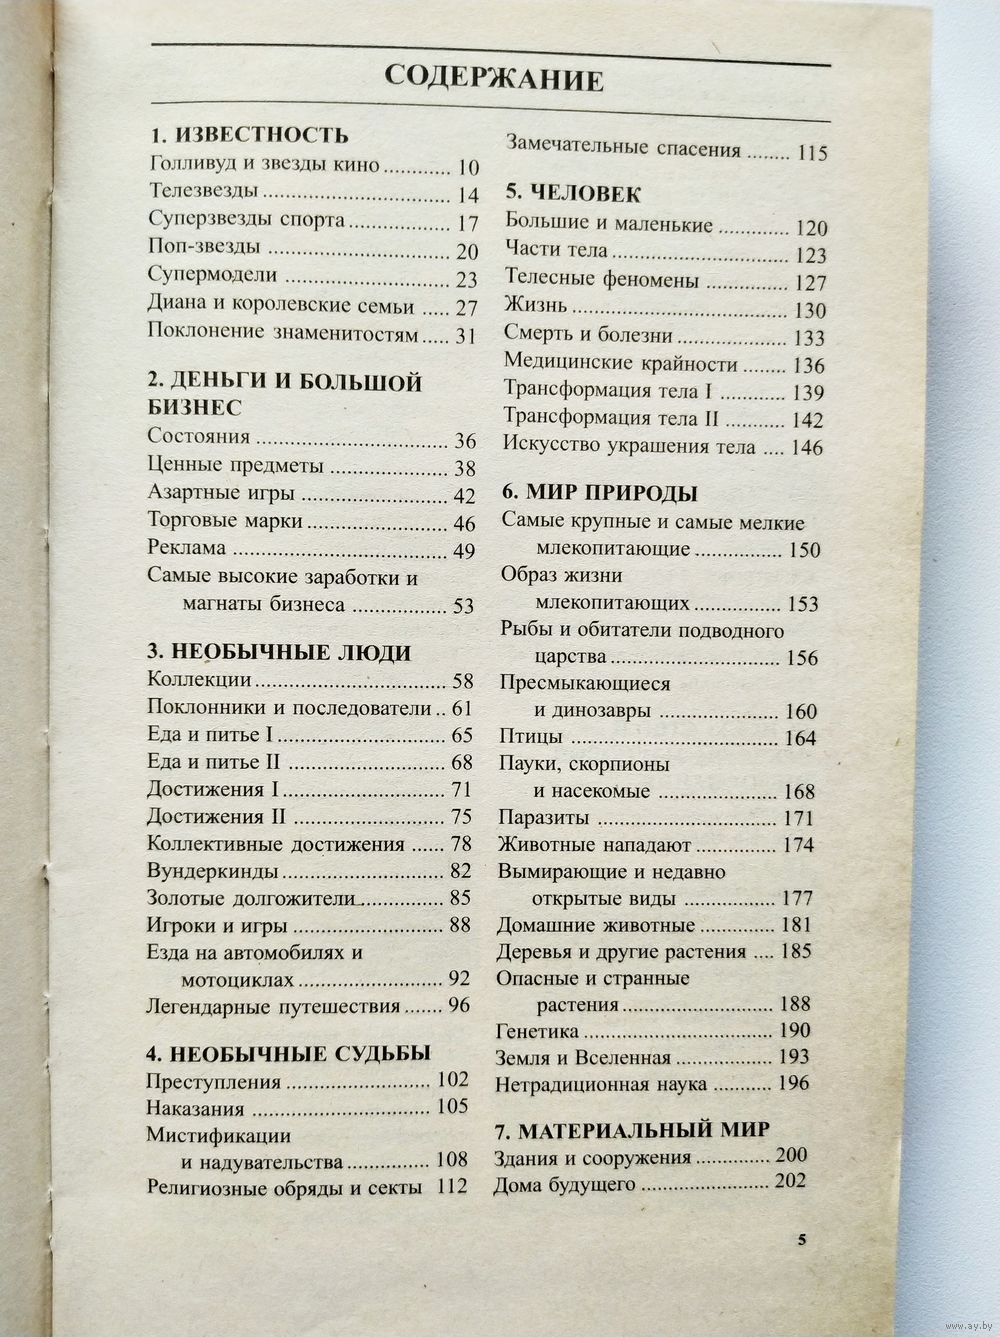 СОДЕРЖАНИЕ
1. ИЗВЕСТНОСТЬ
Голливуд и звезды кино ............ 10
Телезвезды ................................. 14
Суперзвезды спорта .................. 17
Поп-звезды ................................ 20
Супермодели ............................. 23
Диана и королевские семьи ..... 27
Поклонение знаменитостям ..... 31
2. ДЕНЬГИ И БОЛЬШОЙ
БИЗНЕС
Состояния .................................. 36
Ценные предметы ..................... 38
Азартные игры .......................... 42
Торговые марки ......................... 46
Реклама ...................................... 49
Самые высокие заработки и
магнаты бизнеса ................. 53
3. НЕОБЫЧНЫЕ ЛЮДИ
Коллекции .................................. 58
Поклонники и последователи .. 61
Еда и питье I .............................. 65
Еда и питье II ............................ 68
Достижения I ............................. 71
Достижения II ........................... 75
Коллективные достижения ...... 78
Вундеркинды ............................. 82
Золотые долгожители ................ 85
Игроки и игры ........................... 88
Езда на автомобилях и
мотоциклах .......................... 92
Легендарные путешествия ....... 96
4. НЕОБЫЧНЫЕ СУДЬБЫ
Преступления .......................... 102
Наказания ................................ 105
Мистификации
и надувательства ............... 108
Религиозные обряды и секты 112
Замечательные спасения ........ 115
5. ЧЕЛОВЕК
Большие и маленькие ............. 120
Части тела ................................ 123
Телесные феномены ............... 127
Жизнь ....................................... 130
Смерть и болезни .................... 133
Медицинские крайности ........ 136
Трансформация тела I ............ 139
Трансформация тела II ........... 142
Искусство украшения тела .... 146
6. МИР ПРИРОДЫ
Самые крупные и самые мелкие
млекопитающие ................ 150
Образ жизни
млекопитающих ................ 153
Рыбы и обитатели подводного
царства ............................... 156
Пресмыкающиеся
и динозавры ...................... 160
Птицы ...................................... 164
Пауки, скорпионы
и насекомые ...................... 168
Паразиты ................................. 171
Животные нападают ............... 174
Вымирающие и недавно
открытые виды ................. 177
Домашние животные .............. 181
Деревья и другие растения .... 185
Опасные и странные
растения ............................. 188
Генетика ................................... 190
Земля и Вселенная .................. 193
Нетрадиционная наука ........... 196
7. МАТЕРИАЛЬНЫЙ МИР
Здания и сооружения .............. 200
Дома будущего ........................ 202
5
www.ay.by